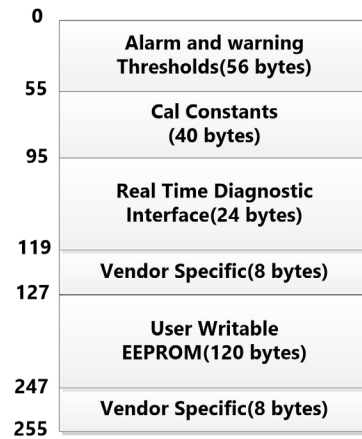 0
Alarm and warning
Thresholds(56 bytes)
55
Cal Constants
(40 bytes)
95
Real Time Diagnostic
Interface(24 bytes)
119
Vendor Specific(8 bytes)
127
User Writable
EEPROM(120 bytes)
247
Vendor Specific(8 bytes)
255